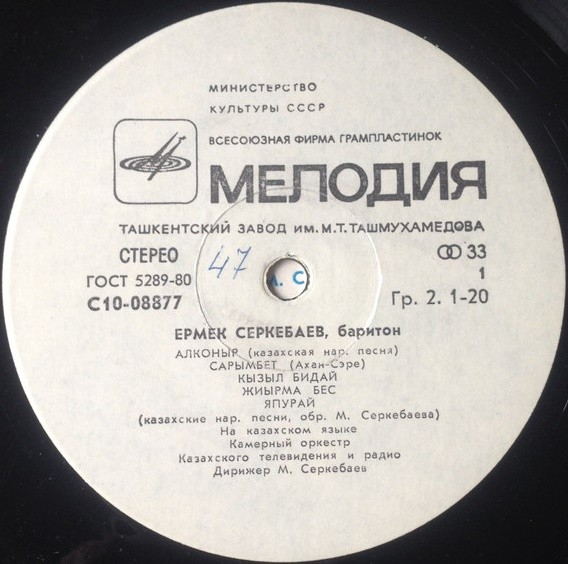 МИНИСТЕРСТВО
КУЛЬТУРЫ СССР
ВСЕСОЮЗНАЯ ФИРМА ГРАМПЛАСТИНОК
МЕЛОДИЯ
ТАШКЕНТСКИЙ ЗАВОД ИМ. М. Т. ТАШМУХАМЕДОВА
СТЕРЕО 47 33
ГОСТ 5289-80 Л. С 1
С10-08877 Гр. 2. 1-20
ЕРМЕК СЕРКЕБАЕВ, баритон
АЛКОНЫР (казахская нар. песня)
САРЫМБЕТ (Ахан-Сэре)
КЫЗЫЛ БИДАЙ
ЖИЫРМА БЕС
ЯПУРАЙ
(казахские нар. песни, обр. М. Серкебаева)
На казахском языке
Камерный оркестр
Казахского телевидения и радио
Дирижер М. Серкебаев